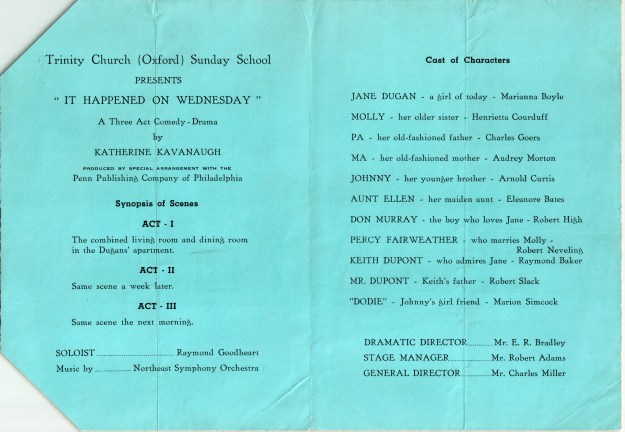 Trinity Church (Oxford) Sunday School
PRESENTS
" IT HAPPENED ON WEDNESDAY "
A Three Act Comedy-Drama
by
KATHERINE KAVANAUGH
PRODUCED BY SPECIAL ARRANGEMENT WITH THE
Penn Publishing Company of Philadelphia
Synopsis of Scenes
ACT - I
The combined living room and dining room
in the Dugans' apartment.
ACT - II
Same scene a week later.
ACT - III
Same scene the next morning.
SOLOIST ........................ Raymond Goodheart
Music by ............ Northeast Symphony Orchestra
Cast of Characters
JANE DUGAN - a girl of today - Marianna Boyle
MOLLY - her older sister - Henrietta Courduff
PA - her old-fashioned father - Charles Goers
MA - her old-fashioned mother - Audrey Morton
JOHNNY - her younger brother - Arnold Curtis
AUNT ELLEN - her maiden aunt - Eleanore Bates
DON MURRAY - the boy who loves Jane - Robert High
PERCY FAIRWEATHER - who marries Molly -
Robert Neveling
KEITH DUPONT - who admires Jane - Raymond Baker
MR. DUPONT - Keith's father - Robert Slack
"DODIE" - Johnny's girl friend - Marion Simcock
DRAMATIC DIRECTOR ........ Mr. E. R. Bradley
STAGE MANAGER ............. Mr. Robert Adams
GENERAL DIRECTOR ......... Mr. Charles Miller